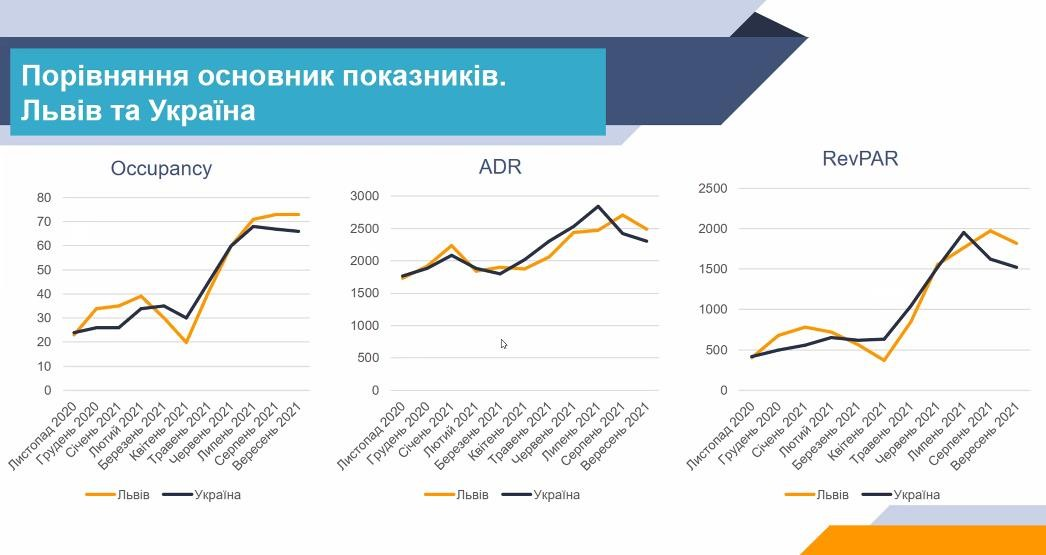 Порівняння основник показників.
Львів та Україна
Occupancy
80
70
60
50
40
30
20
10
0
Листопад 2020
Грудень 2020
Січень 2021
Лютий 2021
Березень 2021
Квітень 2021
Травень 2021
Червень 2021
Липень 2021
Серпень 2021
Вересень 2021
Львів
Україна
ADR
3000
2500
2000
1500
1000
500
0
Листопад 2020
Грудень 2020
Січень 2021
Лютий 2021
Березень 2021
Квітень 2021
Травень 2021
Червень 2021
Липень 2021
Серпень 2021
Вересень 2021
Львів
Україна
RevPAR
2500
2000
1500
1000
500
0
Листопад 2020
Грудень 2020
Січень 2021
Лютий 2021
Березень 2021
Квітень 2021
Травень 2021
Червень 2021
Липень 2021
Серпень 2021
Вересень 2021
Львів
Україна